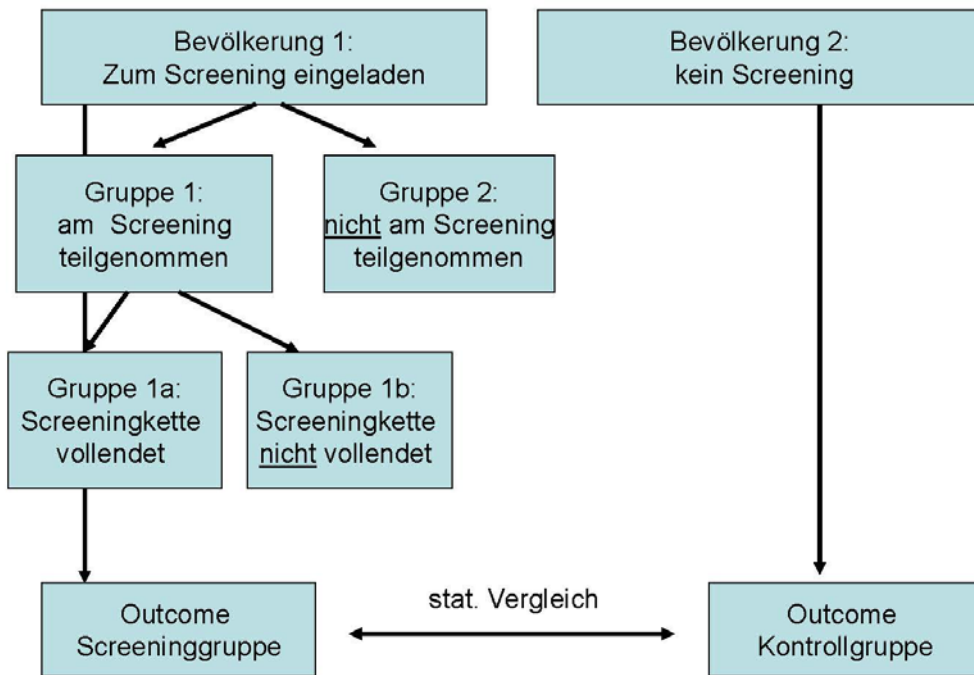 Bevölkerung 1:
Zum Screening eingeladen
Bevölkerung 2:
kein Screening
Gruppe 1:
am Screening
teilgenommen
Gruppe 2:
nicht am Screening
teilgenommen
Gruppe 1a:
Screeningkette
vollendet
Gruppe 1b:
Screeningkette
nicht vollendet
Outcome
Screeninggruppe
stat. Vergleich
Outcome
Kontrollgruppe